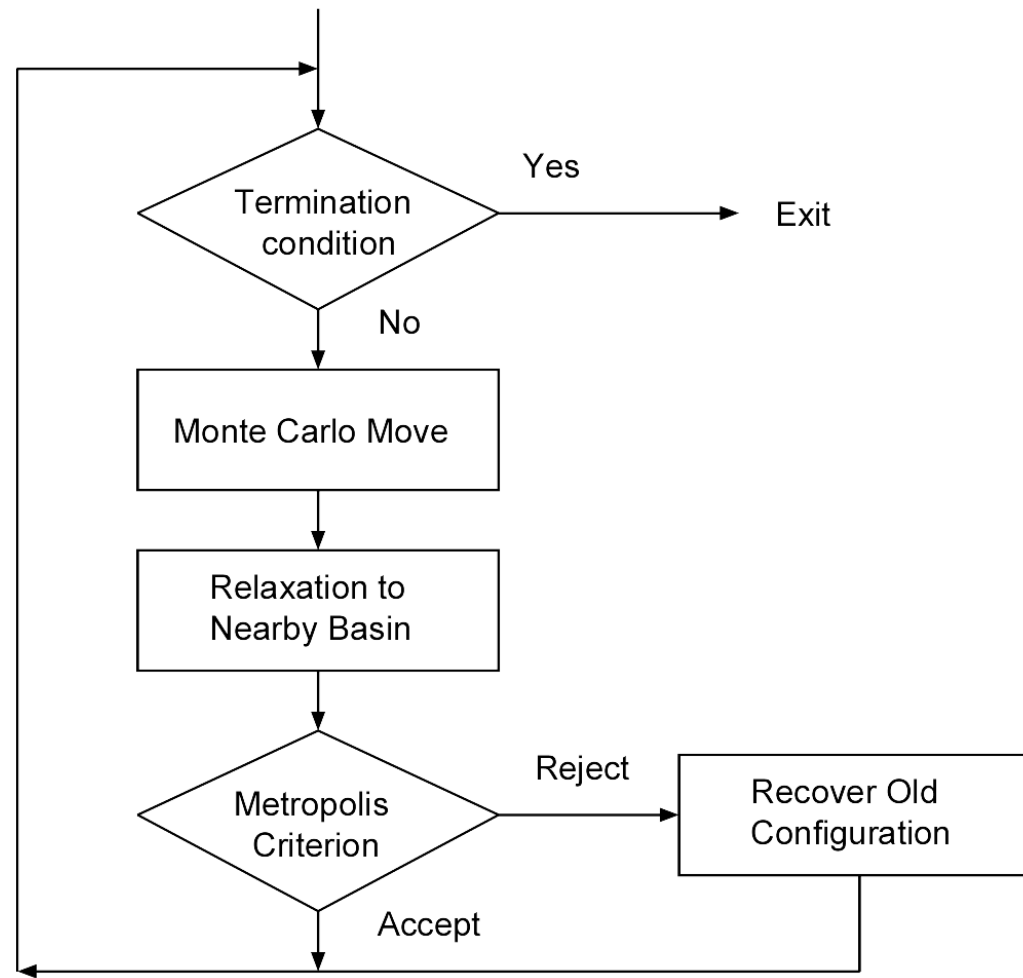 Yes
Termination
condition
Exit
No
Monte Carlo Move
Relaxation to
Nearby Basin
Reject
Metropolis
Criterion
Recover Old
Configuration
Accept